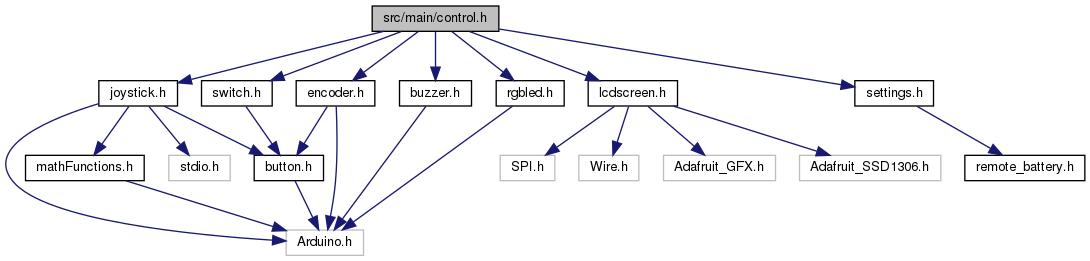 src/main/control.h
joystick.h
switch.h
encoder.h
buzzer.h
rgbled.h
lcdscreen.h
settings.h
mathFunctions.h
stdio.h
button.h
SPI.h
Wire.h
Adafruit_GFX.h
Adafruit_SSD1306.h
remote_battery.h
Arduino.h